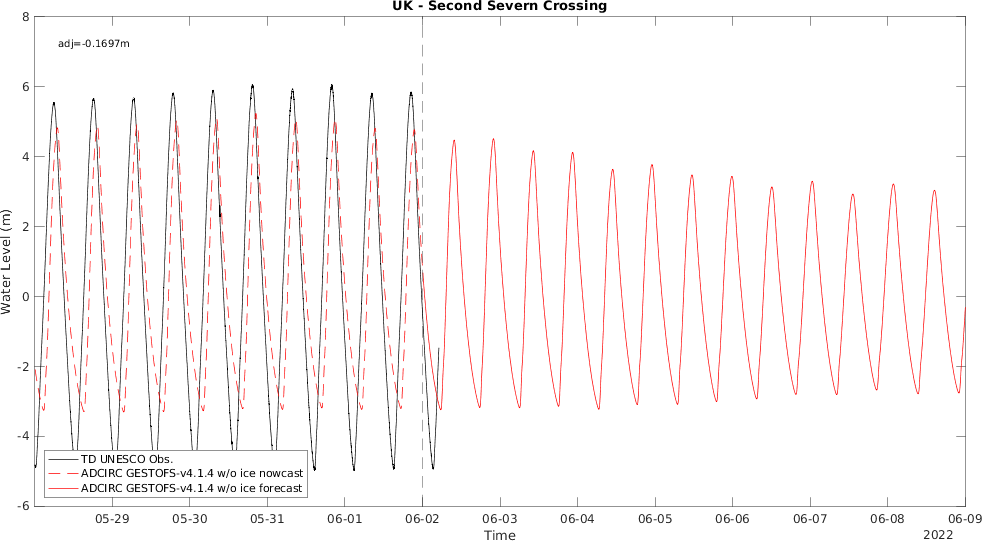 UK - Second Severn Crossing
adj=-0.1697m
Water Level (m)
8
6
4
2
0
-2
-4
-6
TD UNESCO Obs.
ADCIRC GESTOFS-v4.1.4 w/o ice nowcast
ADCIRC GESTOFS-v4.1.4 w/o ice forecast
05-29 05-30 05-31 06-01 06-02 06-03 06-04 06-05 06-06 06-07 06-08 06-09
Time
2022